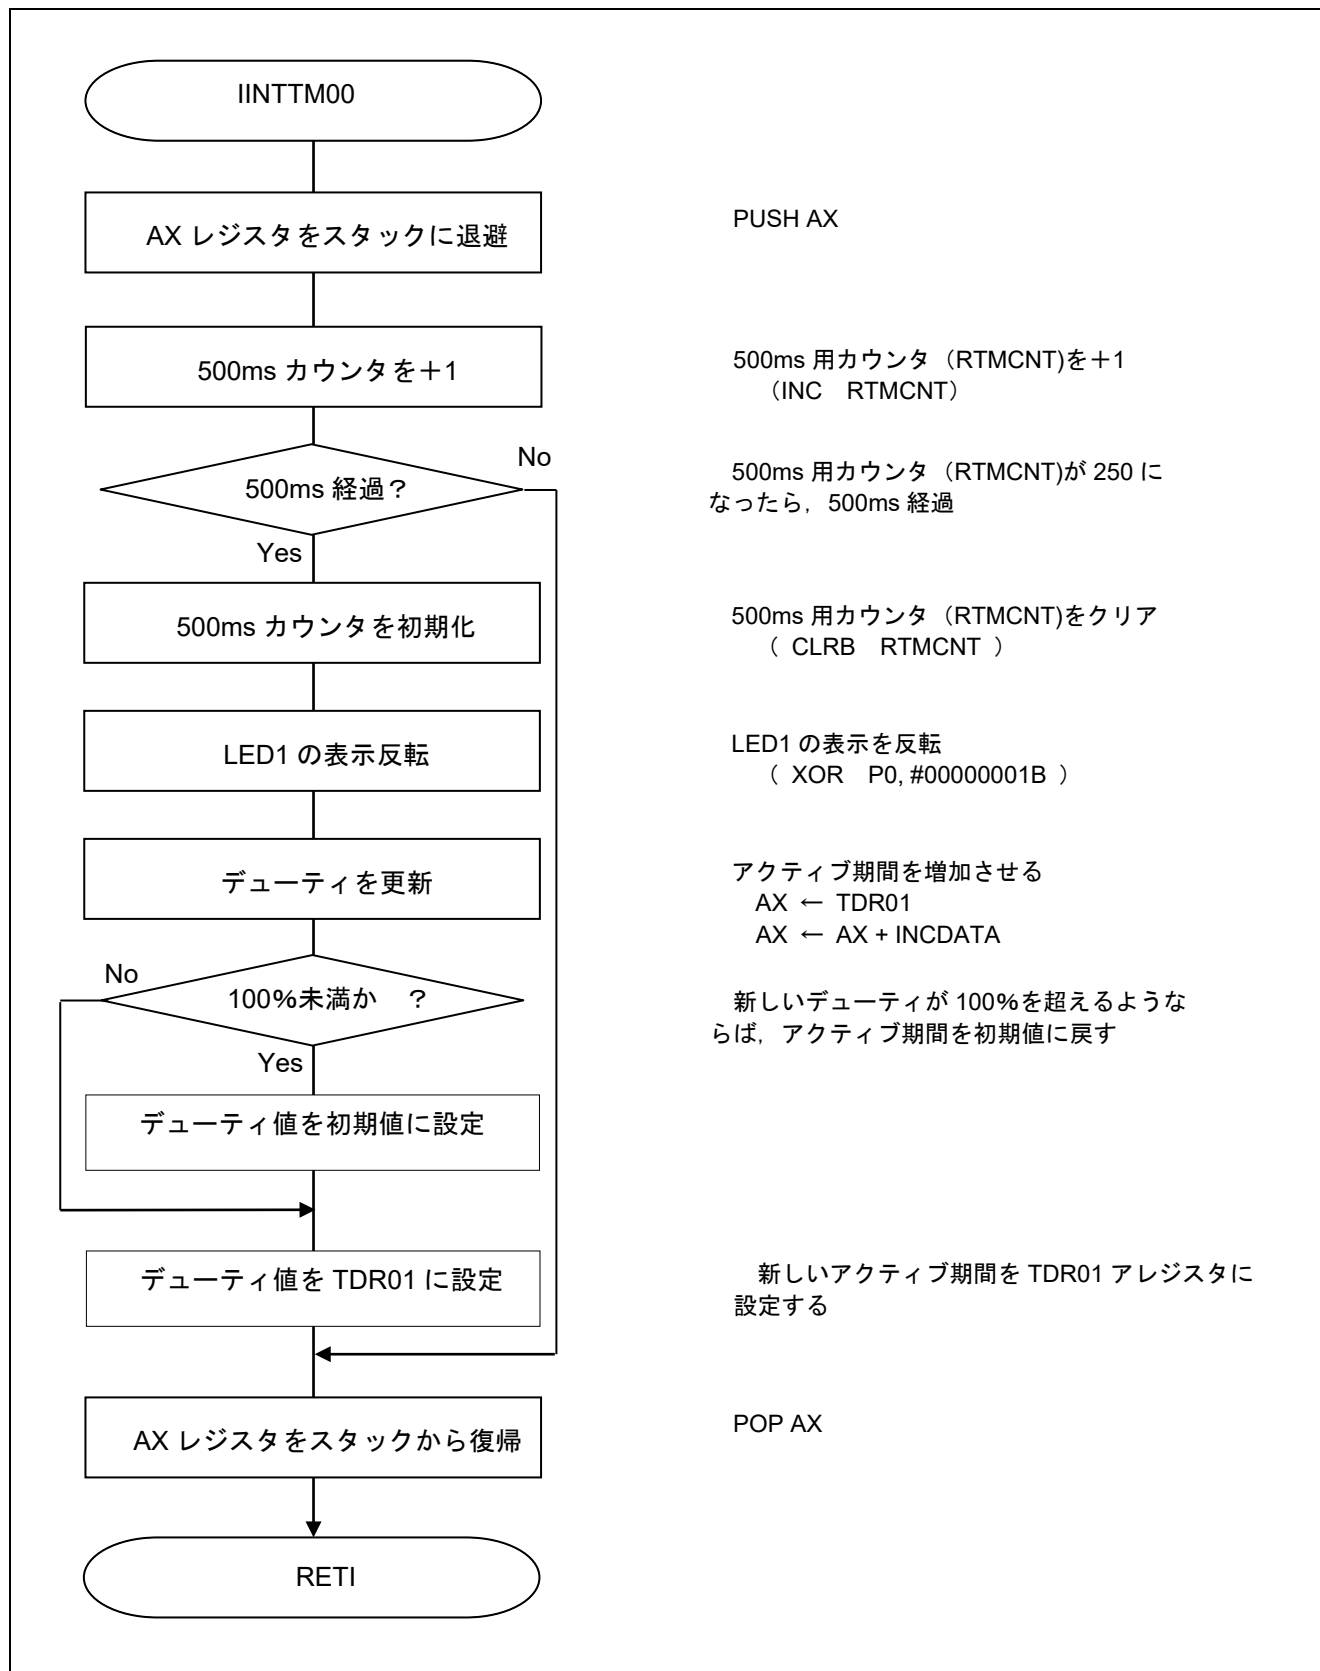 IINTTM00
AX レジスタをスタックに退避
PUSH AX
500ms カウンタを＋1
500ms 用カウンタ（RTMCNT)を＋1
（INC　RTMCNT）
500ms 経過？
No
Yes
500ms 用カウンタ（RTMCNT)が 250 に
なったら，500ms 経過
500ms カウンタを初期化
500ms 用カウンタ（RTMCNT)をクリア
（ CLRB　RTMCNT ）
LED1 の表示反転
LED1 の表示を反転
（ XOR　P0, #00000001B ）
デューティを更新
アクティブ期間を増加させる
AX ← TDR01
AX ← AX + INCDATA
No
100%未満か　？
Yes
新しいデューティが 100%を超えるような
らば，アクティブ期間を初期値に戻す
デューティ値を初期値に設定
デューティ値を TDR01 に設定
新しいアクティブ期間を TDR01 アレジスタに
設定する
AX レジスタをスタックから復帰
POP AX
RETI